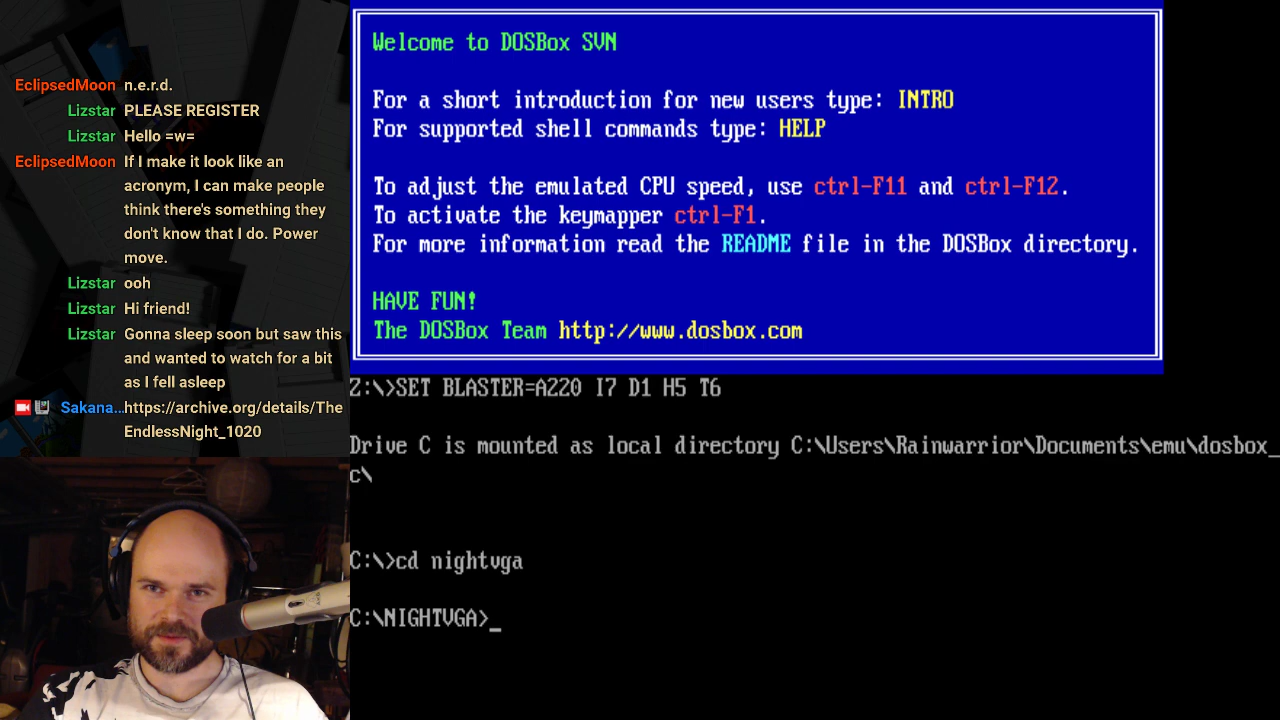 EclipsedMoon n.e.r.d.
Lizstar PLEASE REGISTER
Lizstar Hello =w=
EclipsedMoon If I make it look like an
acronym, I can make people
think there's something they
don't know that I do. Power
move.
Lizstar ooh
Lizstar Hi friend!
Lizstar Gonna sleep soon but saw this
and wanted to watch for a bit
as I fell asleep
Sakana... https://archive.org/details/The
EndlessNight_1020
Welcome to DOSBox SVN
For a short introduction for new users type: INTRO
For supported shell commands type: HELP
To adjust the emulated CPU speed, use ctrl-F11 and ctrl-F12.
To activate the keymapper ctrl-F1.
For more information read the README file in the DOSBox directory.
HAVE FUN!
The DOSBox Team http://www.dosbox.com
Z:\>SET BLASTER=A220 I7 D1 H5 T6
Drive C is mounted as local directory C:\Users\Rainwarrior\Documents\emu\dosbox_
c\
C:\>cd nightvga
C:\NIGHTVGA>_